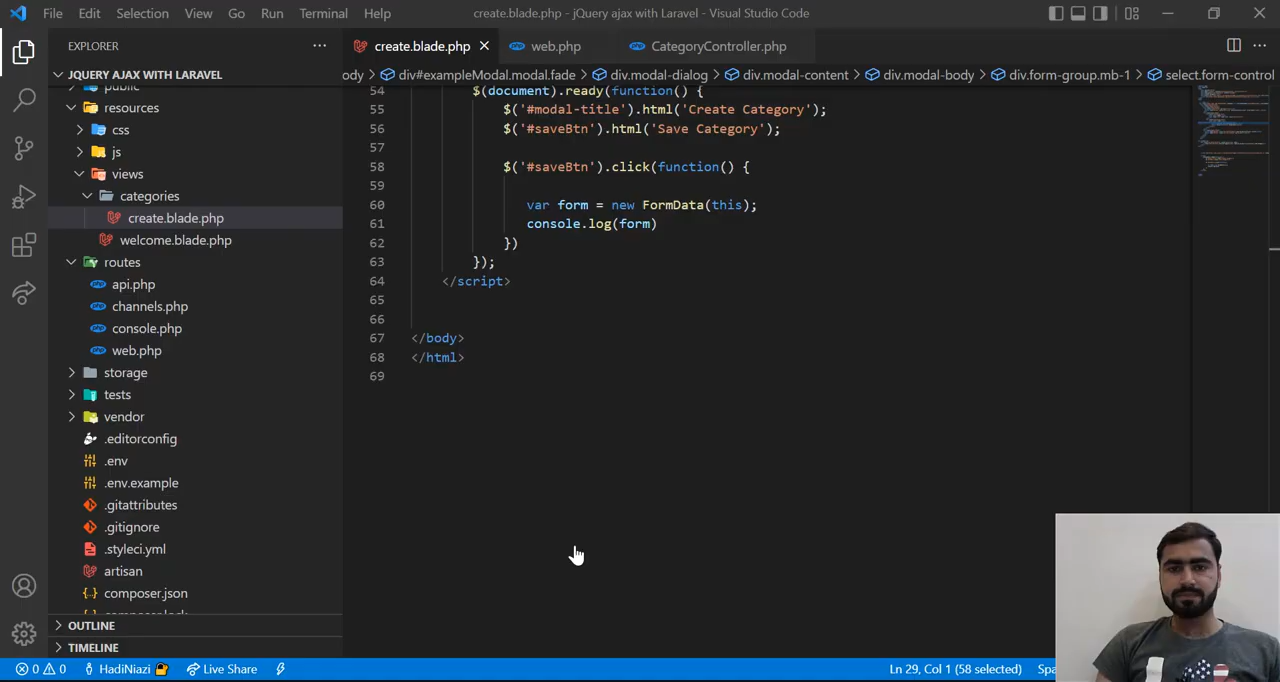 File Edit Selection View Go Run Terminal Help create.blade.php - jQuery ajax with Laravel - Visual Studio Code
EXPLORER
JQUERY AJAX WITH LARAVEL
public
resources
css
js
views
categories
create.blade.php
welcome.blade.php
routes
api.php
channels.php
console.php
web.php
storage
tests
vendor
.editorconfig
.env
.env.example
.gitattributes
.gitignore
.styleci.yml
artisan
composer.json
composer.lock
OUTLINE
TIMELINE
create.blade.php web.php CategoryController.php
ody > div#exampleModal.modal.fade > div.modal-dialog > div.modal-content > div.modal-body > div.form-group.mb-1 > select.form-control
54 $(document).ready(function() {
55 $('#modal-title').html('Create Category');
56 $('#saveBtn').html('Save Category');
57
58 $('#saveBtn').click(function() {
59
60 var form = new FormData(this);
61 console.log(form)
62 })
63 });
64 </script>
65
66
67 </body>
68 </html>
69
0 0 HadiNiazi Live Share Ln 29, Col 1 (58 selected) Spa